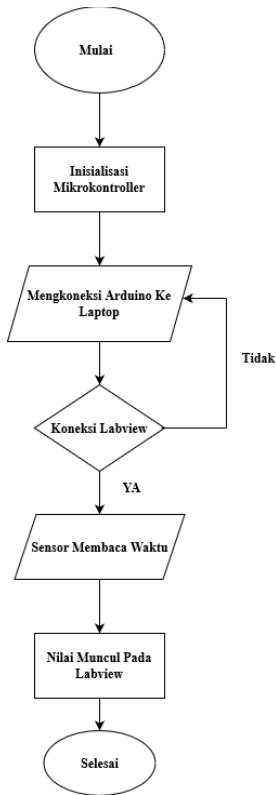 Mulai
Inisialisasi
Mikrokontroller
Mengkoneksi Arduino Ke
Laptop
Tidak
Koneksi Labview
YA
Sensor Membaca Waktu
Nilai Muncul Pada
Labview
Selesai